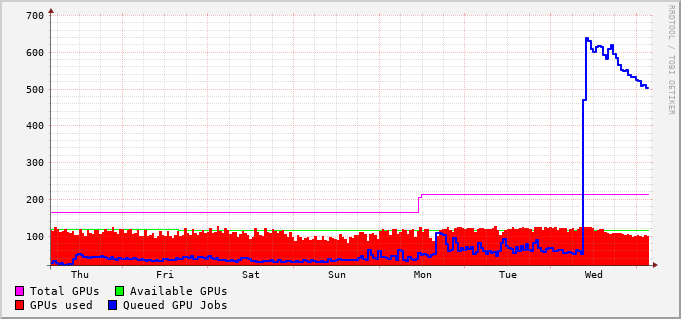 700
600
500
400
300
200
100
Thu Fri Sat Sun Mon Tue Wed
Total GPUs Available GPUs
GPUs used Queued GPU Jobs
RRDTOOL / TOBI OETIKER